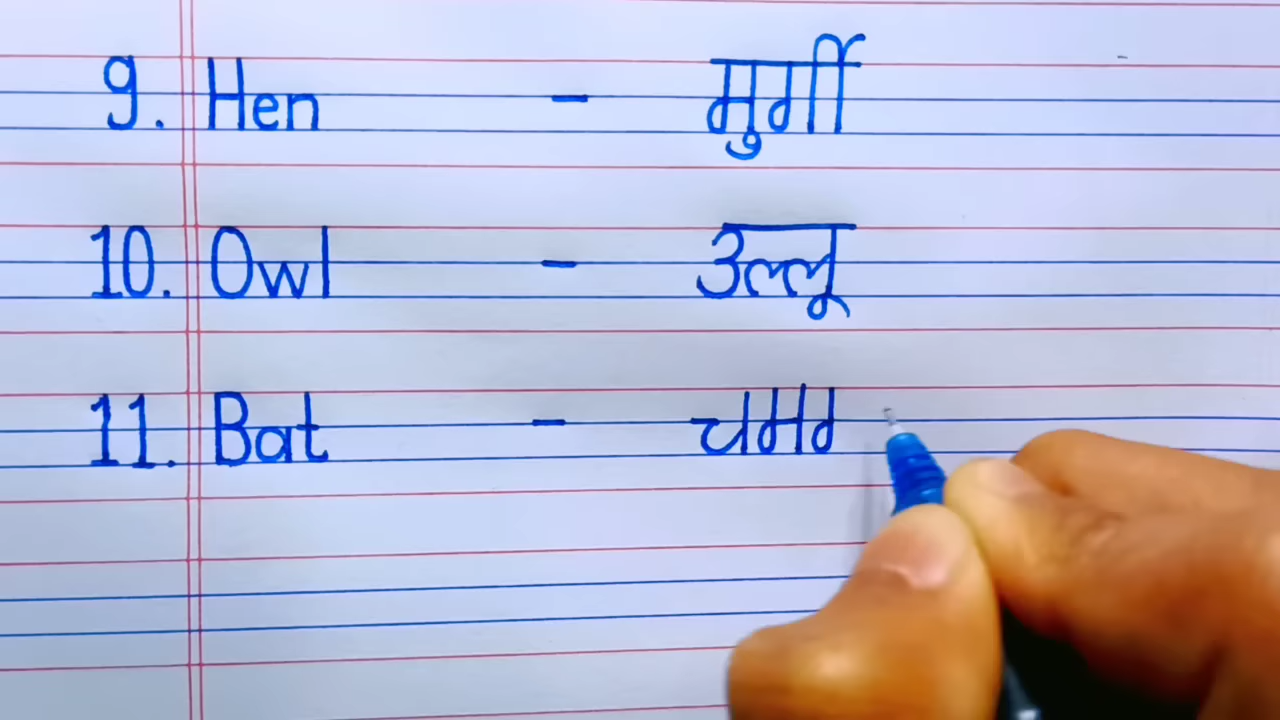 9. Hen - मुर्गी
10. Owl - उल्लू
11. Bat - चमग